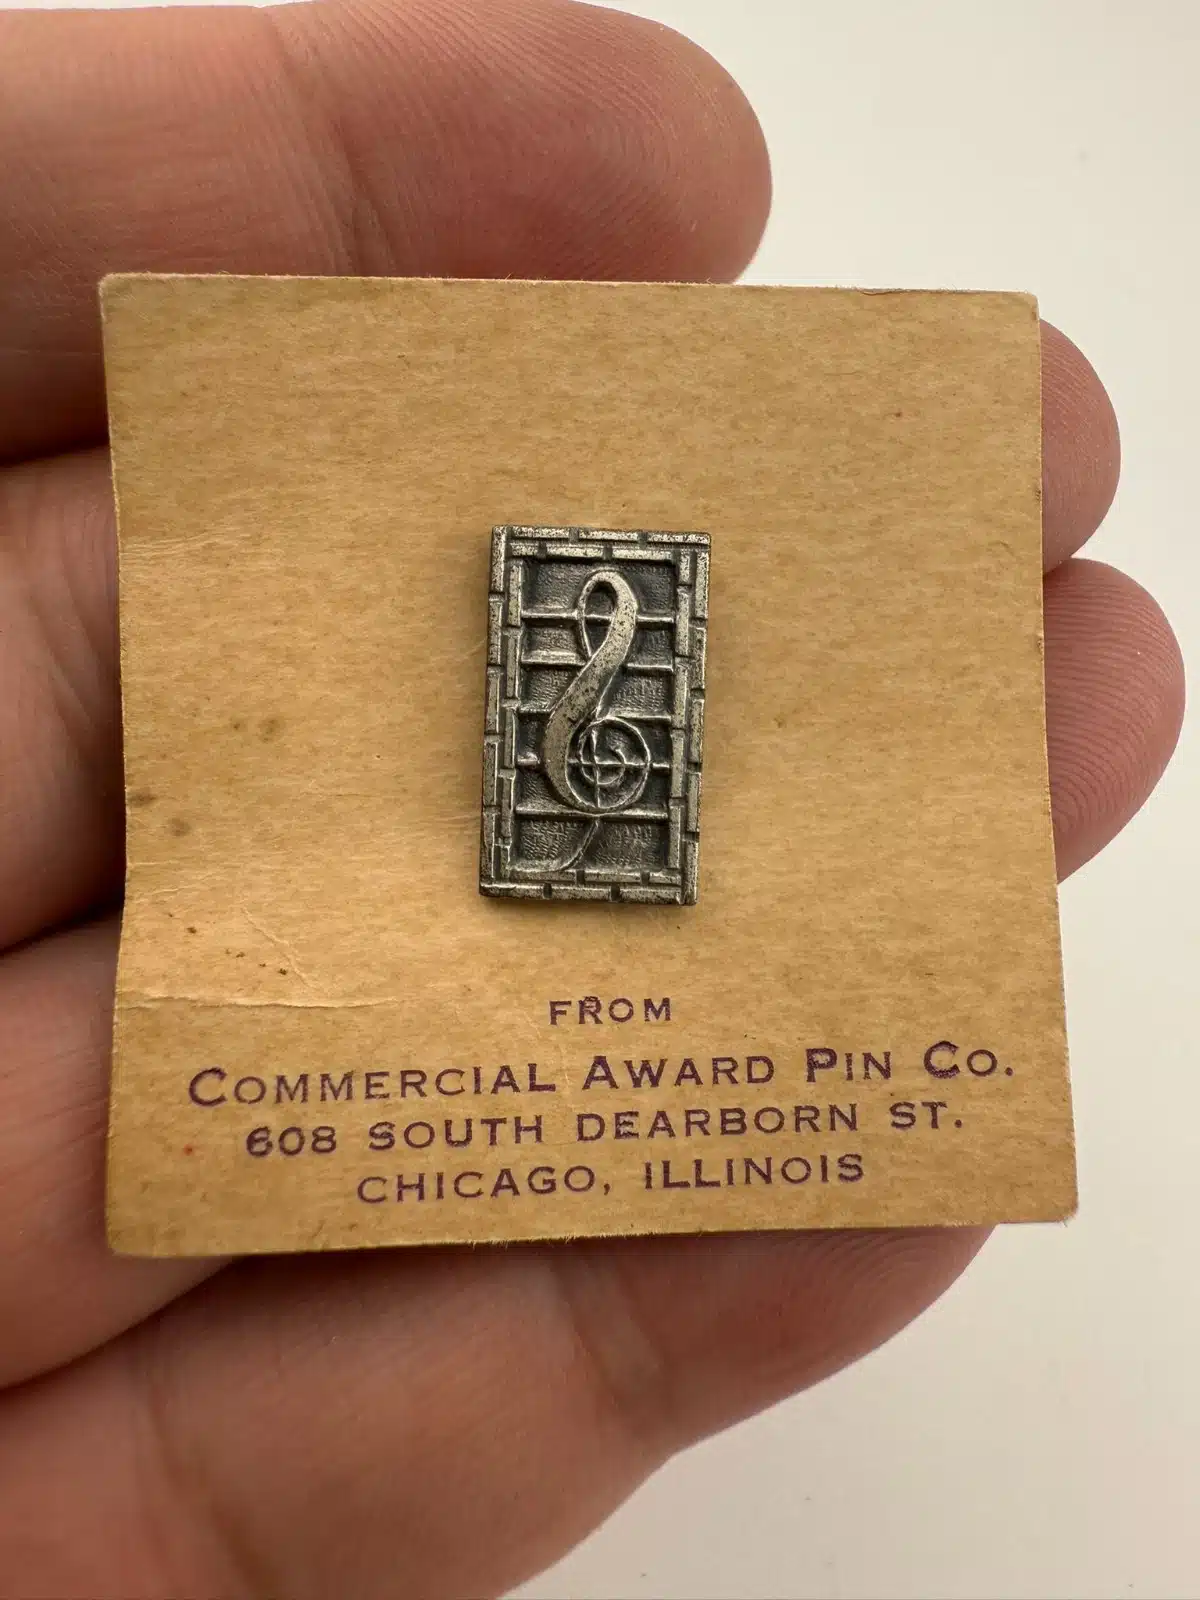 FROM
COMMERCIAL AWARD PIN CO.
608 SOUTH DEARBORN ST.
CHICAGO, ILLINOIS